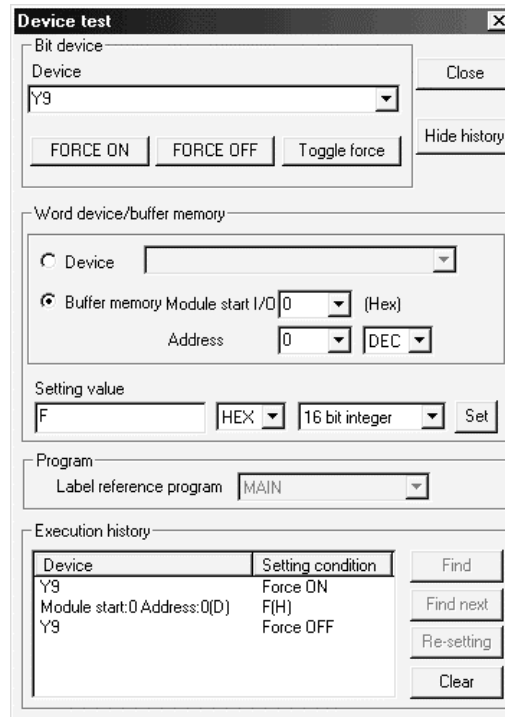 Device test
Bit device
Device
Close
Y9
FORCE ON FORCE OFF Toggle force
Hide history
Word device/buffer memory
Device
Buffer memory Module start I/O 0 (Hex)
Address 0 DEC
Setting value
F HEX 16 bit integer Set
Program
Label reference program MAIN
Execution history
Device Setting condition Find
Y9 Force ON
Module start:0 Address:0(D) F(H) Find next
Y9 Force OFF
Re-setting
Clear